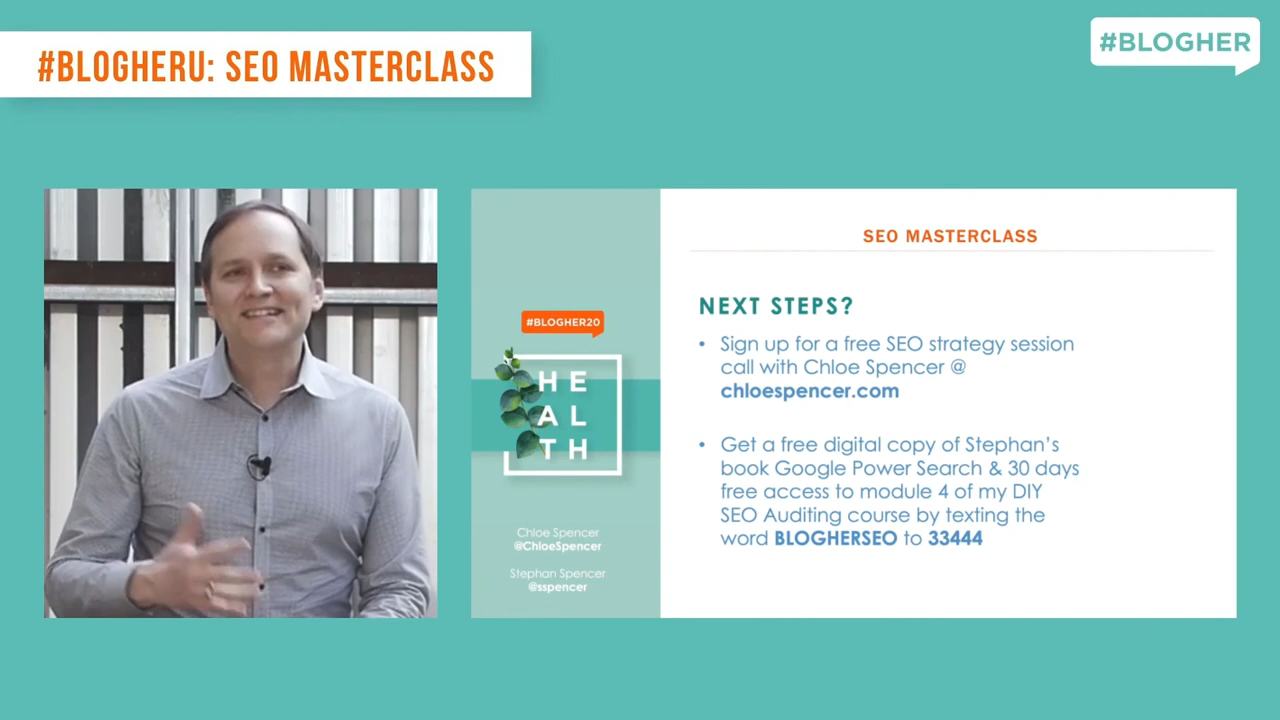 #BLOGHERU: SEO MASTERCLASS
#BLOGHER
#BLOGHER20
HE
AL
TH
Chloe Spencer
@ChloeSpencer
Stephan Spencer
@sspencer
SEO MASTERCLASS
NEXT STEPS?
• Sign up for a free SEO strategy session
call with Chloe Spencer @
chloespencer.com
• Get a free digital copy of Stephan's
book Google Power Search & 30 days
free access to module 4 of my DIY
SEO Auditing course by texting the
word BLOGHERSEO to 33444